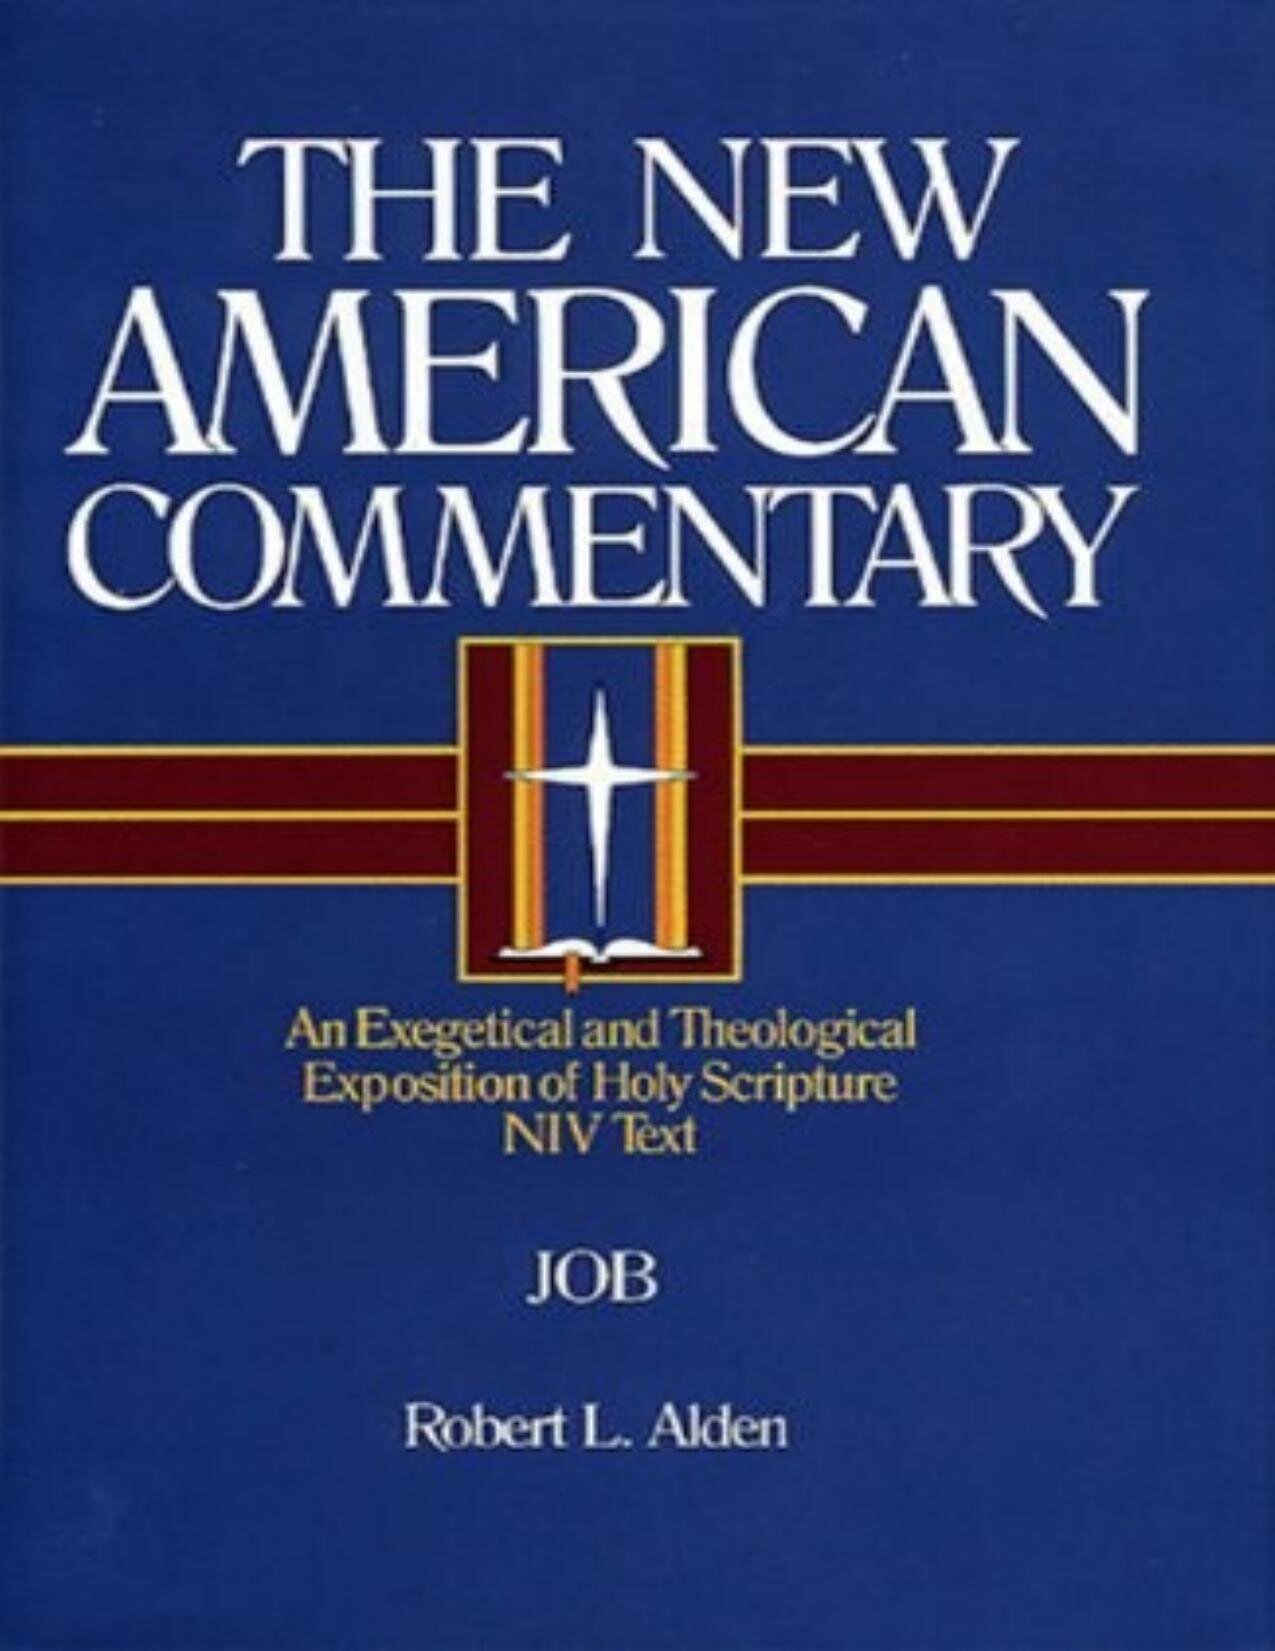 THE NEW
AMERICAN
COMMENTARY
An Exegetical and Theological
Exposition of Holy Scripture
NIV Text
JOB
Robert L. Alden